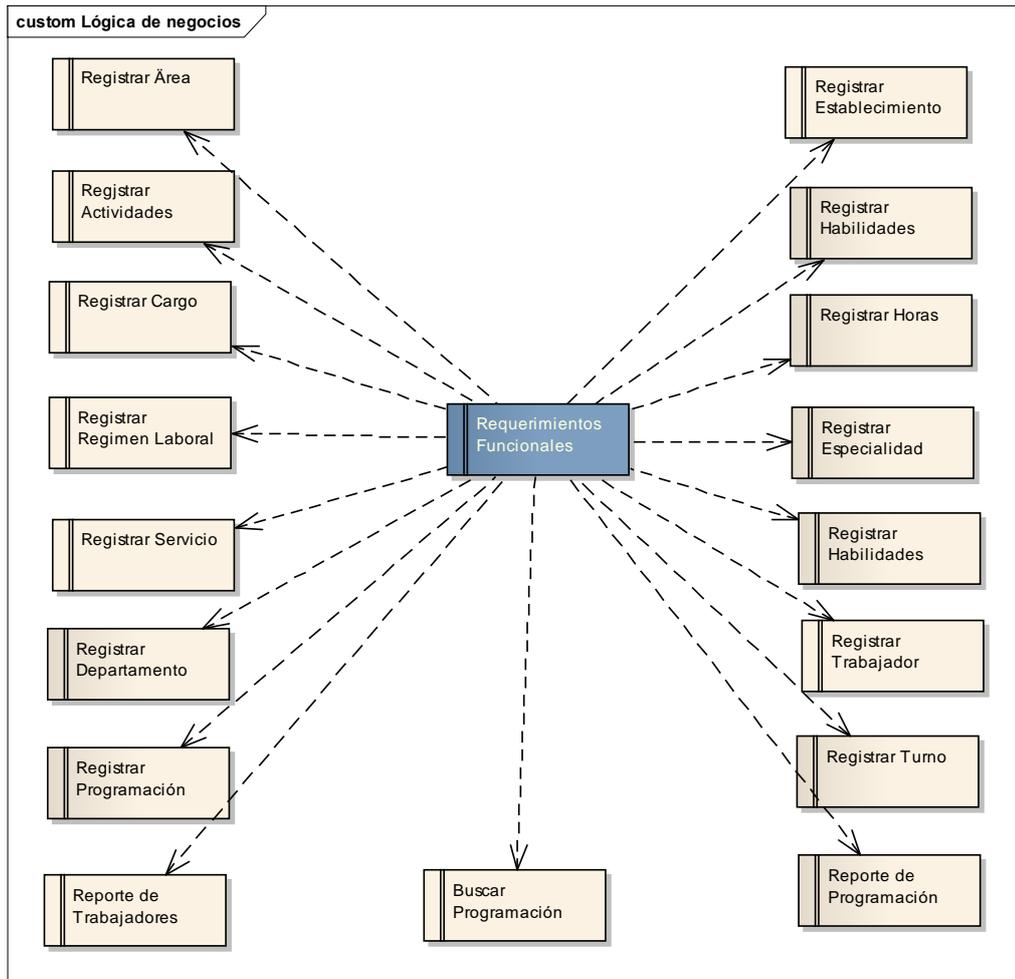 custom Lógica de negocios
Registrar Ärea
Registrar
Establecimiento
Regjstrar
Actividades
Registrar
Habilidades
Registrar Cargo
Registrar Horas
Registrar
Regimen Laboral
Requerimientos
Funcionales
Registrar
Especialidad
Registrar Servicio
Registrar
Habilidades
Registrar
Departamento
Registrar
Trabajador
Registrar
Programación
Registrar Turno
Reporte de
Trabajadores
Buscar
Programación
Reporte de
Programación